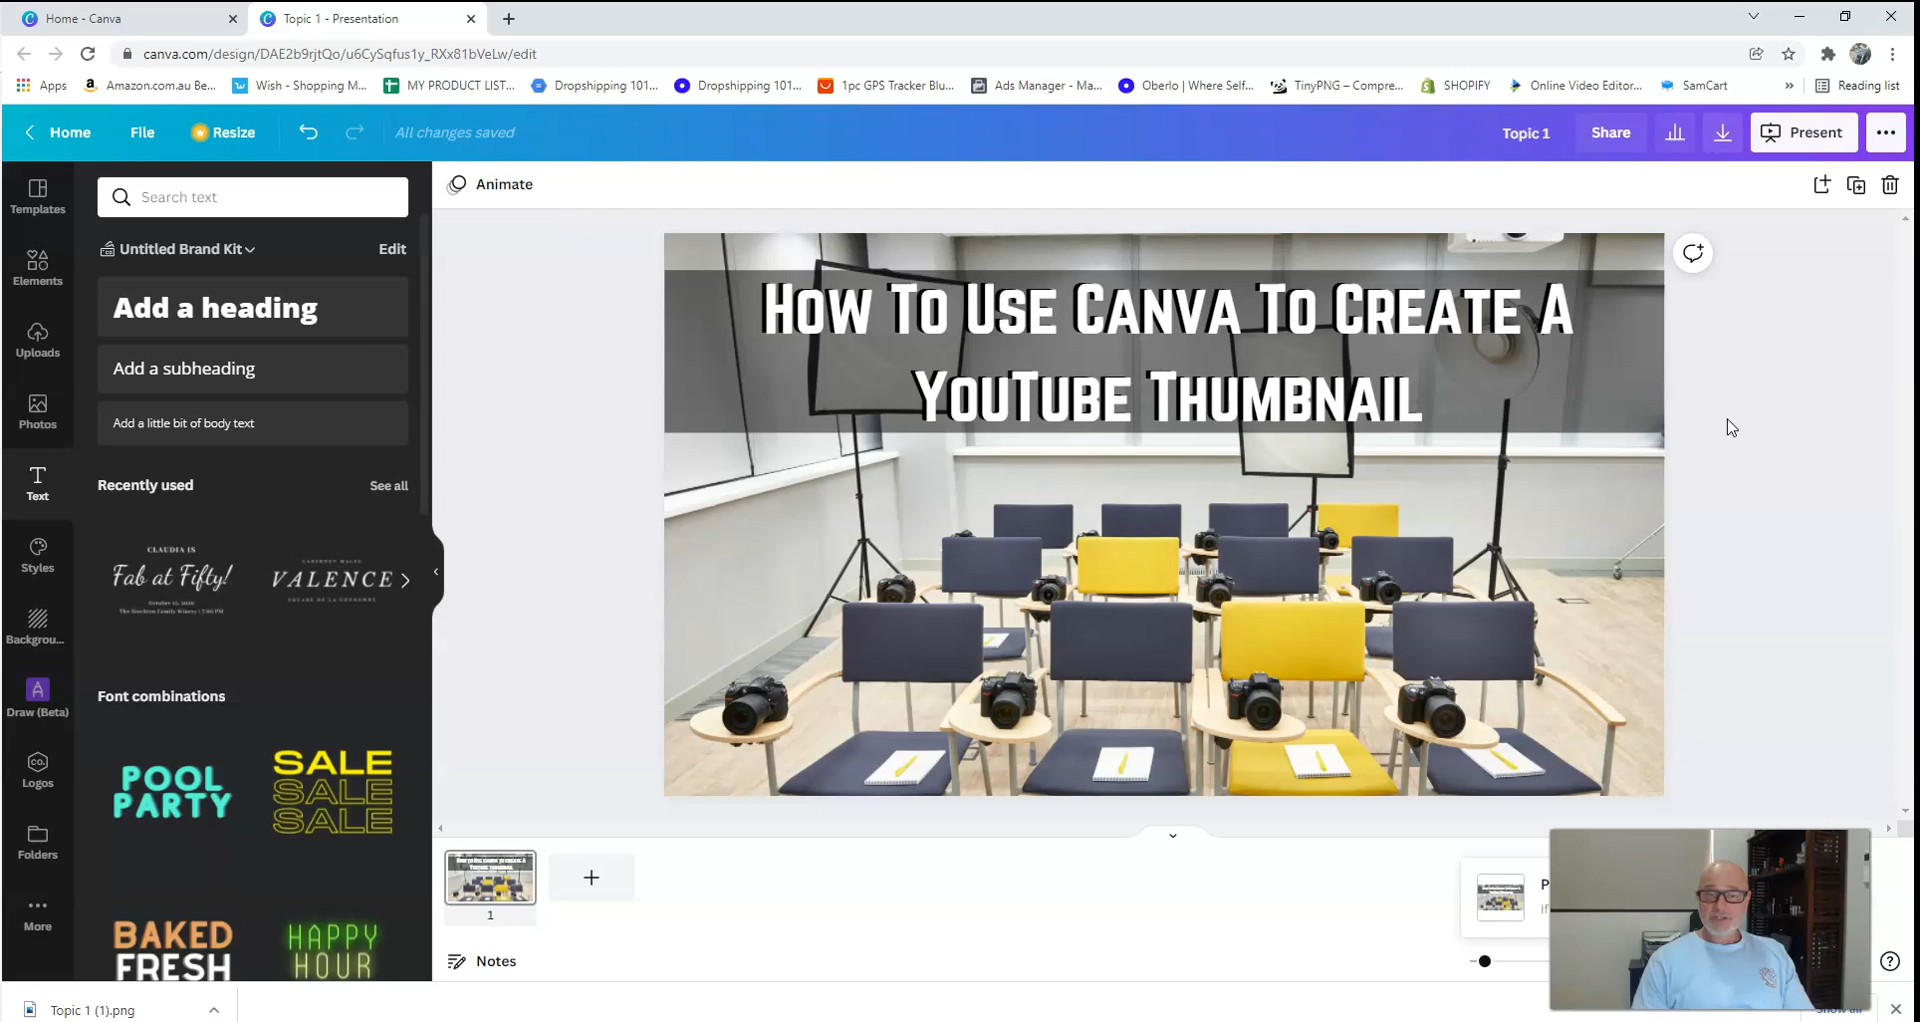 Home - Canva
Topic 1 - Presentation
canva.com/design/DAE2b9rjtQo/u6CySqfus1y_RXx81bVeLw/edit
Apps
Amazon.com.au Be...
Wish - Shopping M...
MY PRODUCT LIST...
Dropshipping 101...
Dropshipping 101...
1pc GPS Tracker Blu...
Ads Manager - Ma...
Oberlo | Where Self...
TinyPNG – Compre...
SHOPIFY
Online Video Editor...
SamCart
»
Reading list
Home
File
Resize
All changes saved
Topic 1
Share
Present
Templates
Elements
Uploads
Photos
Text
Styles
Backgrou...
Draw (Beta)
Logos
Folders
More
Search text
Untitled Brand Kit
Edit
Add a heading
Add a subheading
Add a little bit of body text
Recently used
See all
CLAUDIA IS
Fab at Fifty!
VALENCE
Font combinations
POOL
PARTY
SALE
SALE
SALE
BAKED
FRESH
HAPPY
HOUR
Animate
How To Use Canva To Create A
YouTube Thumbnail
1
Notes
Topic 1 (1).png
Show all